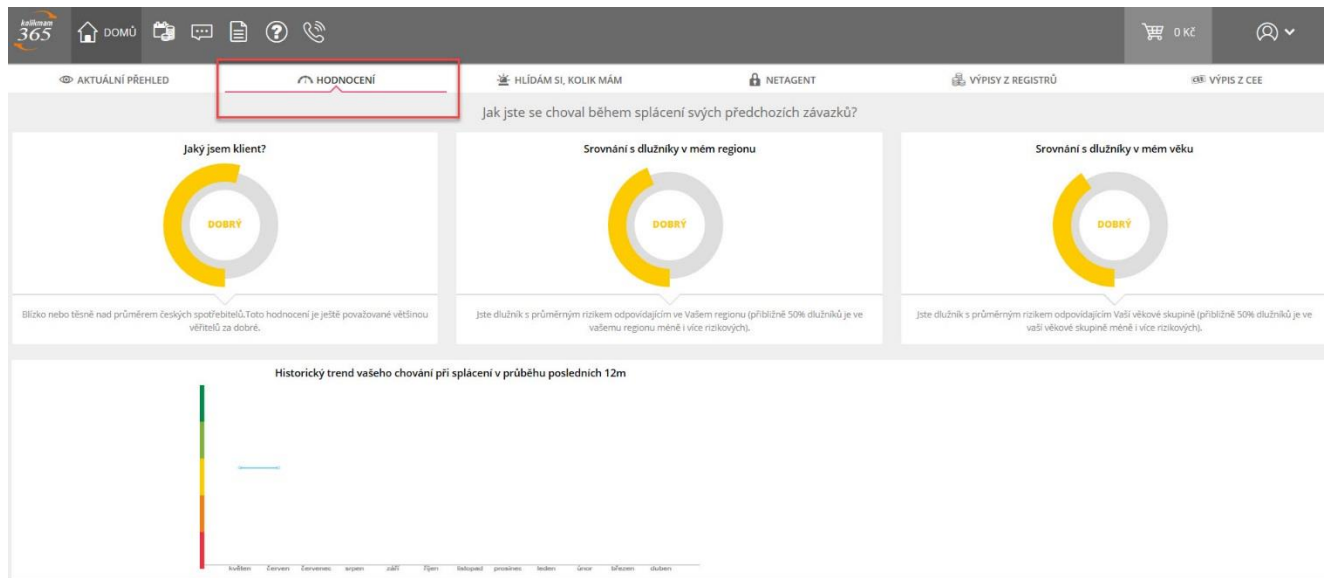 kolikmam
365
DOMŮ
0 Kč
AKTUÁLNÍ PŘEHLED
HODNOCENÍ
HLÍDÁM SI, KOLIK MÁM
NETAGENT
VÝPISY Z REGISTRŮ
VÝPIS Z CEE
Jak jste se choval během splácení svých předchozích závazků?
Jaký jsem klient?
DOBRÝ
Blízko nebo těsně nad průměrem českých spotřebitelů.Toto hodnocení je ještě považované většinou
věřitelů za dobré.
Srovnání s dlužníky v mém regionu
DOBRÝ
Jste dlužník s průměrným rizikem odpovídajícím ve Vašem regionu (přibližně 50% dlužníků je ve
vašemu regionu méně i více rizikových).
Srovnání s dlužníky v mém věku
DOBRÝ
Jste dlužník s průměrným rizikem odpovídajícím Vaší věkové skupině (přibližně 50% dlužníků je ve
vaší věkové skupině méně i více rizikových).
Historický trend vašeho chování při splácení v průběhu posledních 12m
květen červen červenec srpen září říjen listopad prosinec leden únor březen duben